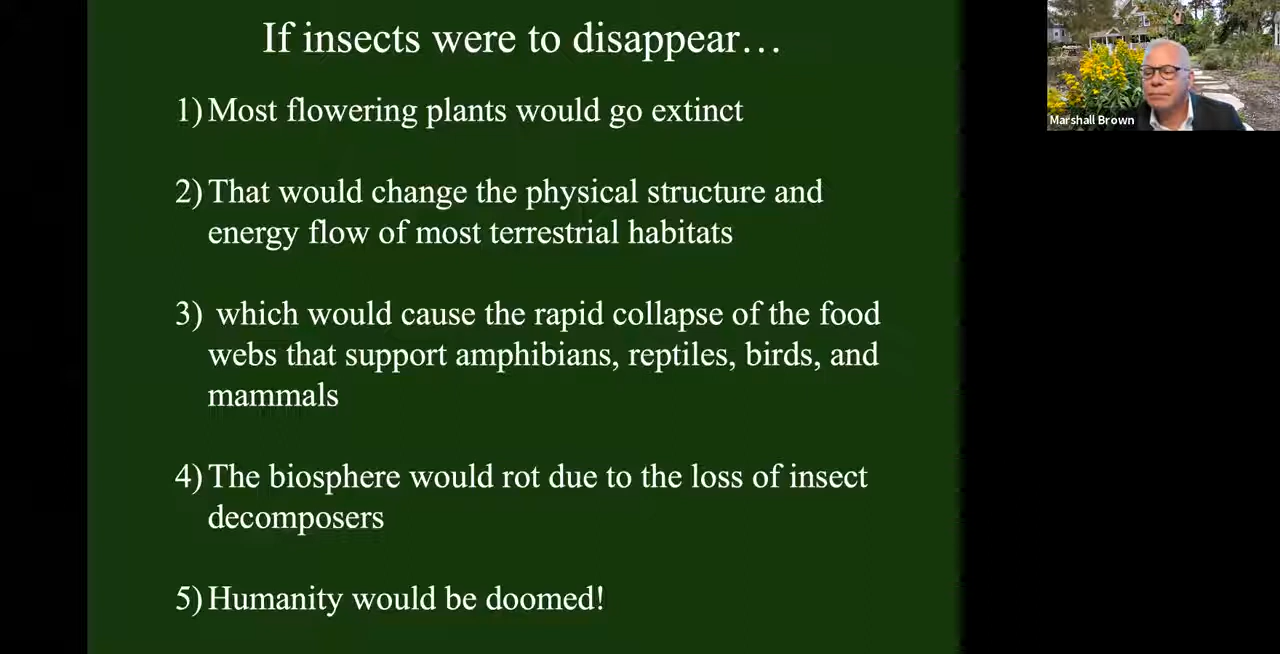 If insects were to disappear…
1) Most flowering plants would go extinct
2) That would change the physical structure and
energy flow of most terrestrial habitats
3) which would cause the rapid collapse of the food
webs that support amphibians, reptiles, birds, and
mammals
4) The biosphere would rot due to the loss of insect
decomposers
5) Humanity would be doomed!
Marshall Brown